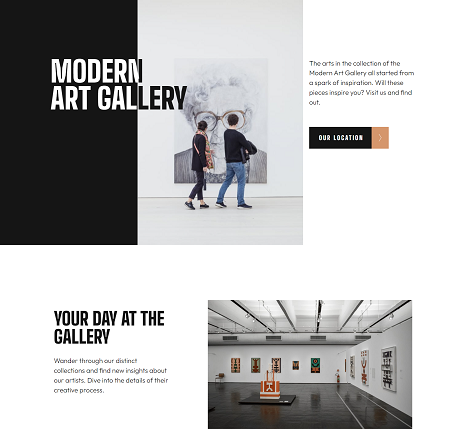 MODERN
ART GALLERY
The arts in the collection of the
Modern Art Gallery all started from
a spark of inspiration. Will these
pieces inspire you? Visit us and find
out.
OUR LOCATION
YOUR DAY AT THE
GALLERY
Wander through our distinct
collections and find new insights about
our artists. Dive into the details of their
creative process.